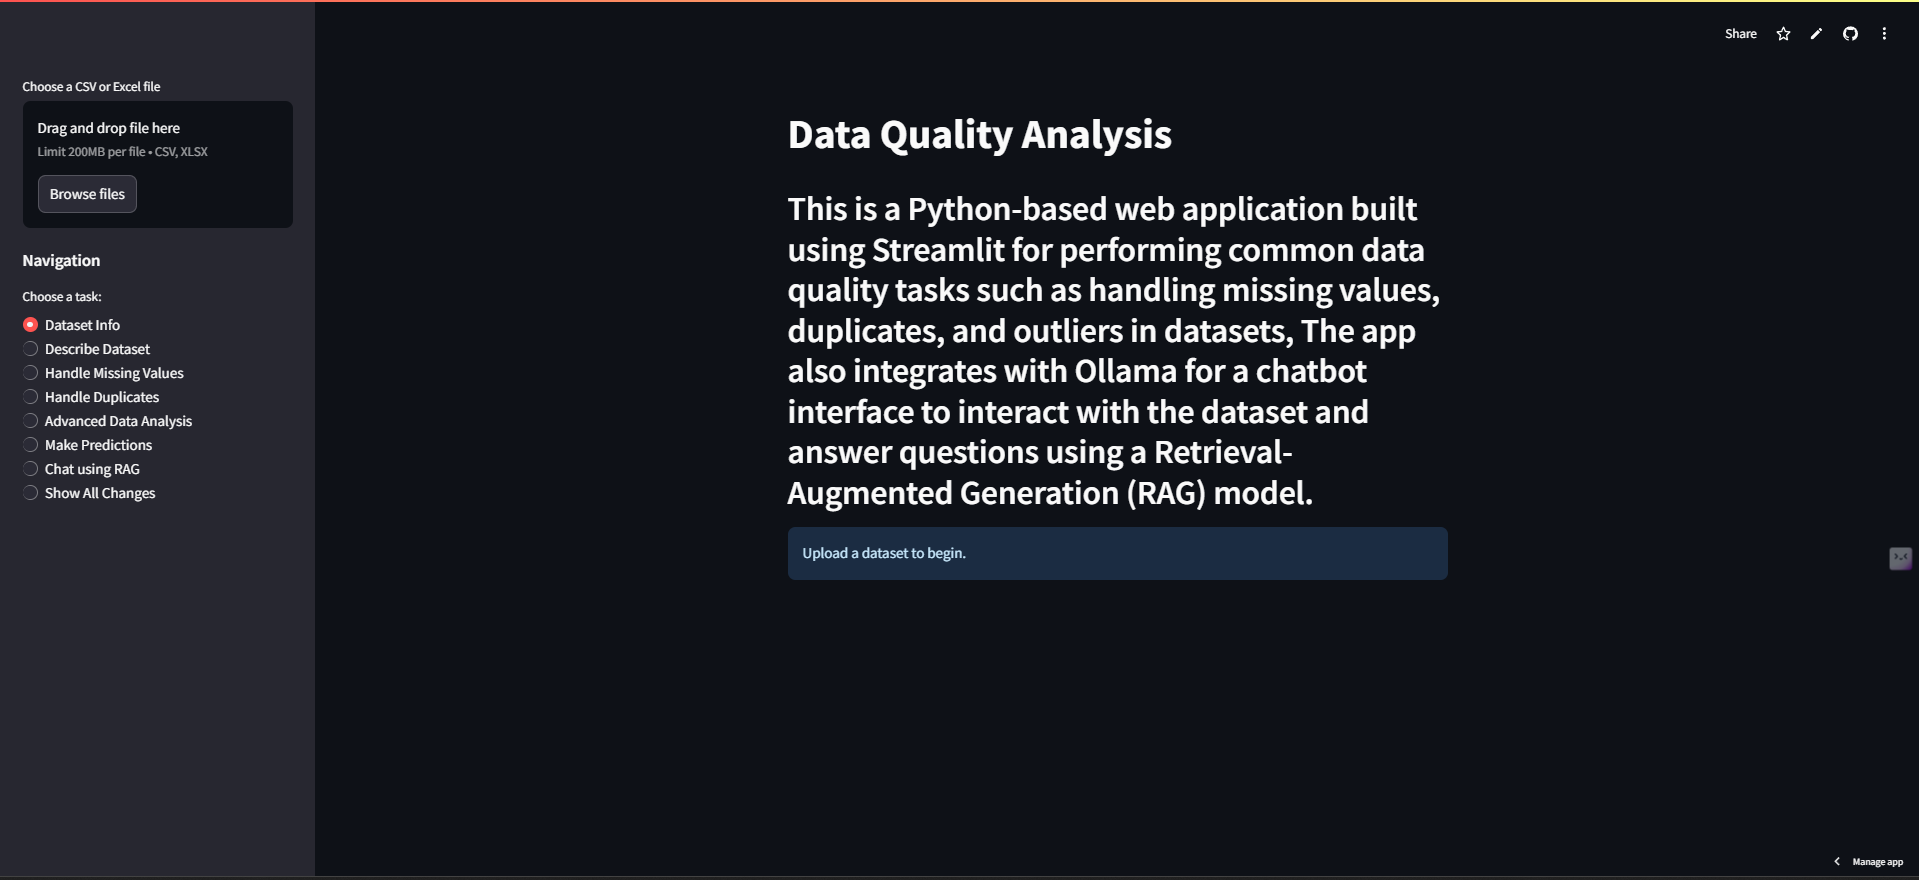 Share
Choose a CSV or Excel file
Drag and drop file here
Limit 200MB per file • CSV, XLSX
Browse files
Navigation
Choose a task:
Dataset Info
Describe Dataset
Handle Missing Values
Handle Duplicates
Advanced Data Analysis
Make Predictions
Chat using RAG
Show All Changes
Data Quality Analysis
This is a Python-based web application built
using Streamlit for performing common data
quality tasks such as handling missing values,
duplicates, and outliers in datasets, The app
also integrates with Ollama for a chatbot
interface to interact with the dataset and
answer questions using a Retrieval-
Augmented Generation (RAG) model.
Upload a dataset to begin.
Manage app